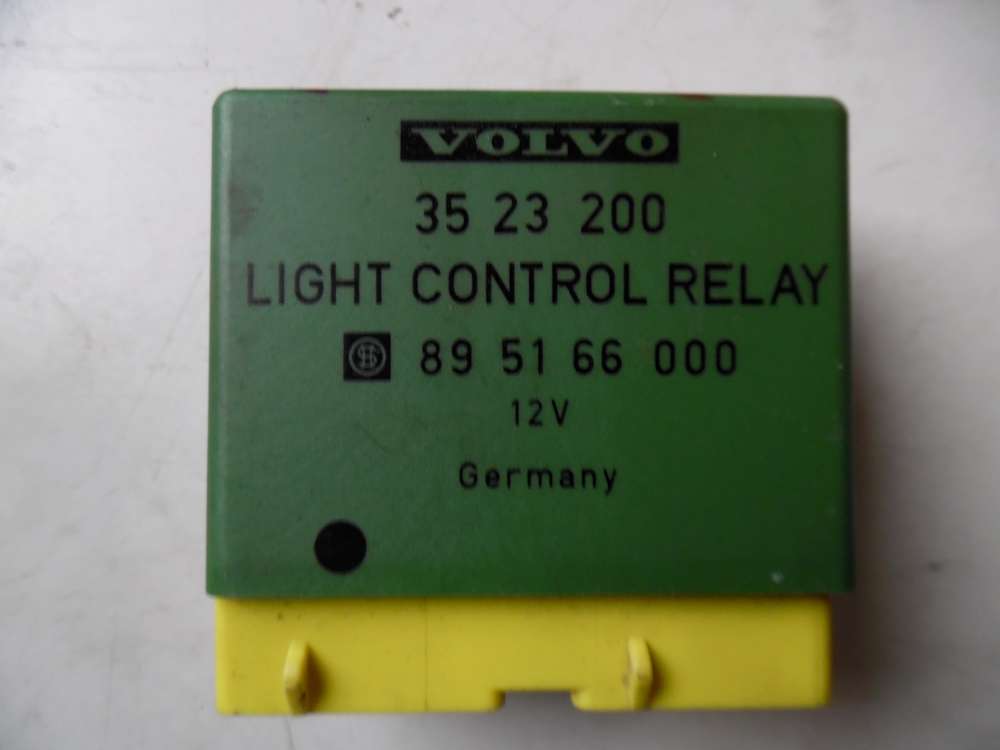 VOLVO
35 23 200
LIGHT CONTROL RELAY
89 51 66 000
12V
Germany